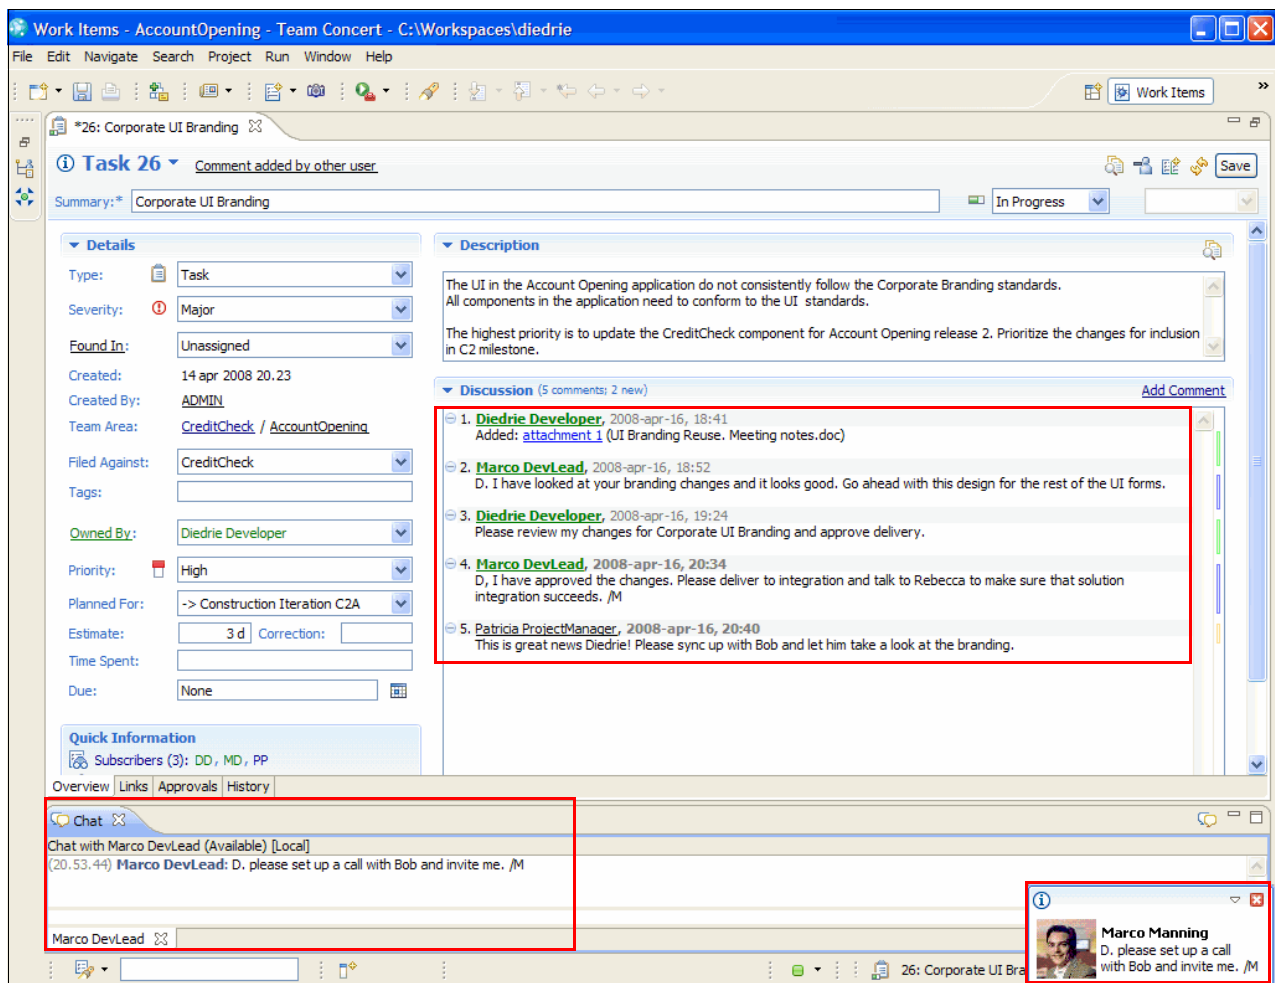 Work Items - AccountOpening - Team Concert - C:\Workspaces\diedrie
File Edit Navigate Search Project Run Window Help
Work Items
*26: Corporate UI Branding
Task 26 Comment added by other user
Save
Summary:* Corporate UI Branding In Progress
Details
Type: Task
Severity: Major
Found In: Unassigned
Created: 14 apr 2008 20.23
Created By: ADMIN
Team Area: CreditCheck / AccountOpening
Filed Against: CreditCheck
Tags:
Owned By: Diedrie Developer
Priority: High
Planned For: -> Construction Iteration C2A
Estimate: 3 d Correction:
Time Spent:
Due: None
Quick Information
Subscribers (3): DD, MD, PP
Description
The UI in the Account Opening application do not consistently follow the Corporate Branding standards.
All components in the application need to conform to the UI standards.
The highest priority is to update the CreditCheck component for Account Opening release 2. Prioritize the changes for inclusion
in C2 milestone.
Discussion (5 comments; 2 new) Add Comment
1. Diedrie Developer, 2008-apr-16, 18:41
Added: attachment 1 (UI Branding Reuse. Meeting notes.doc)
2. Marco DevLead, 2008-apr-16, 18:52
D. I have looked at your branding changes and it looks good. Go ahead with this design for the rest of the UI forms.
3. Diedrie Developer, 2008-apr-16, 19:24
Please review my changes for Corporate UI Branding and approve delivery.
4. Marco DevLead, 2008-apr-16, 20:34
D, I have approved the changes. Please deliver to integration and talk to Rebecca to make sure that solution
integration succeeds. /M
5. Patricia ProjectManager, 2008-apr-16, 20:40
This is great news Diedrie! Please sync up with Bob and let him take a look at the branding.
Overview Links Approvals History
Chat
Chat with Marco DevLead (Available) [Local]
(20.53.44) Marco DevLead: D. please set up a call with Bob and invite me. /M
Marco DevLead
Marco Manning
D. please set up a call
with Bob and invite me. /M
26: Corporate UI Bra